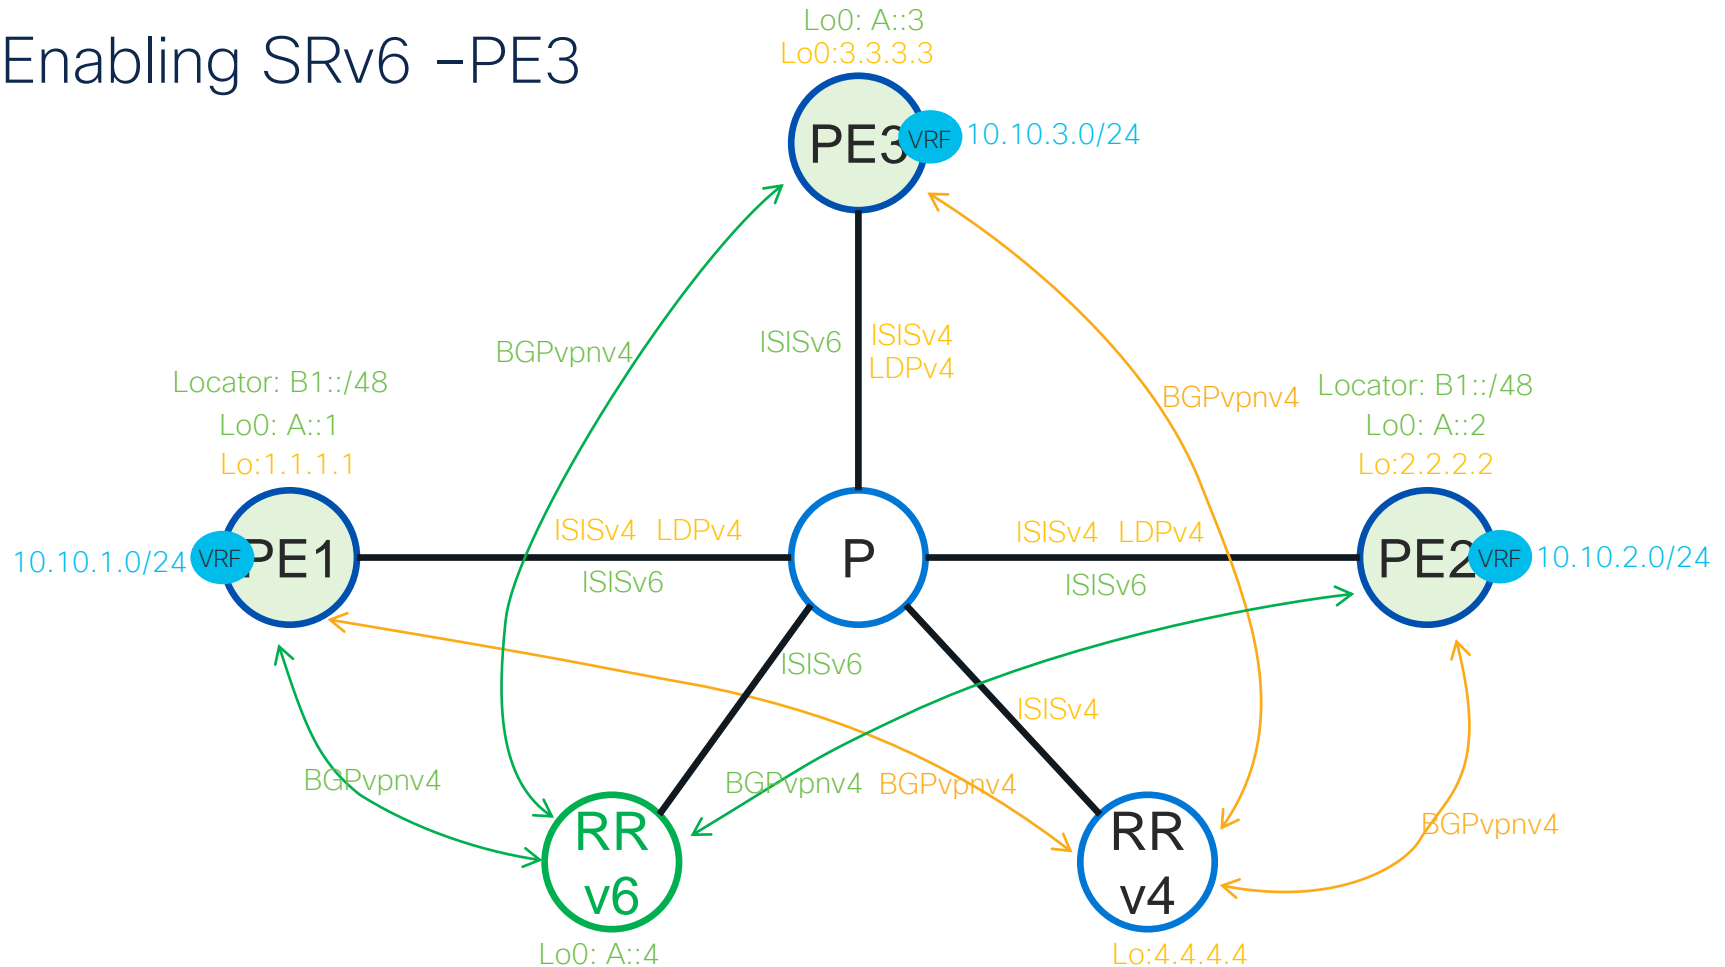 Enabling SRv6 –PE3
Lo0: A::3
Lo0:3.3.3.3
PE3
VRF
10.10.3.0/24
BGPvpnv4
ISISv6
ISISv4
LDPv4
BGPvpnv4
Locator: B1::/48
Lo0: A::1
Lo:1.1.1.1
Locator: B1::/48
Lo0: A::2
Lo:2.2.2.2
10.10.1.0/24
VRF
PE1
ISISv4 LDPv4
ISISv6
P
ISISv4 LDPv4
ISISv6
PE2
VRF
10.10.2.0/24
ISISv6
ISISv4
BGPvpnv4
BGPvpnv4
BGPvpnv4
BGPvpnv4
RR
v6
Lo0: A::4
RR
v4
Lo:4.4.4.4